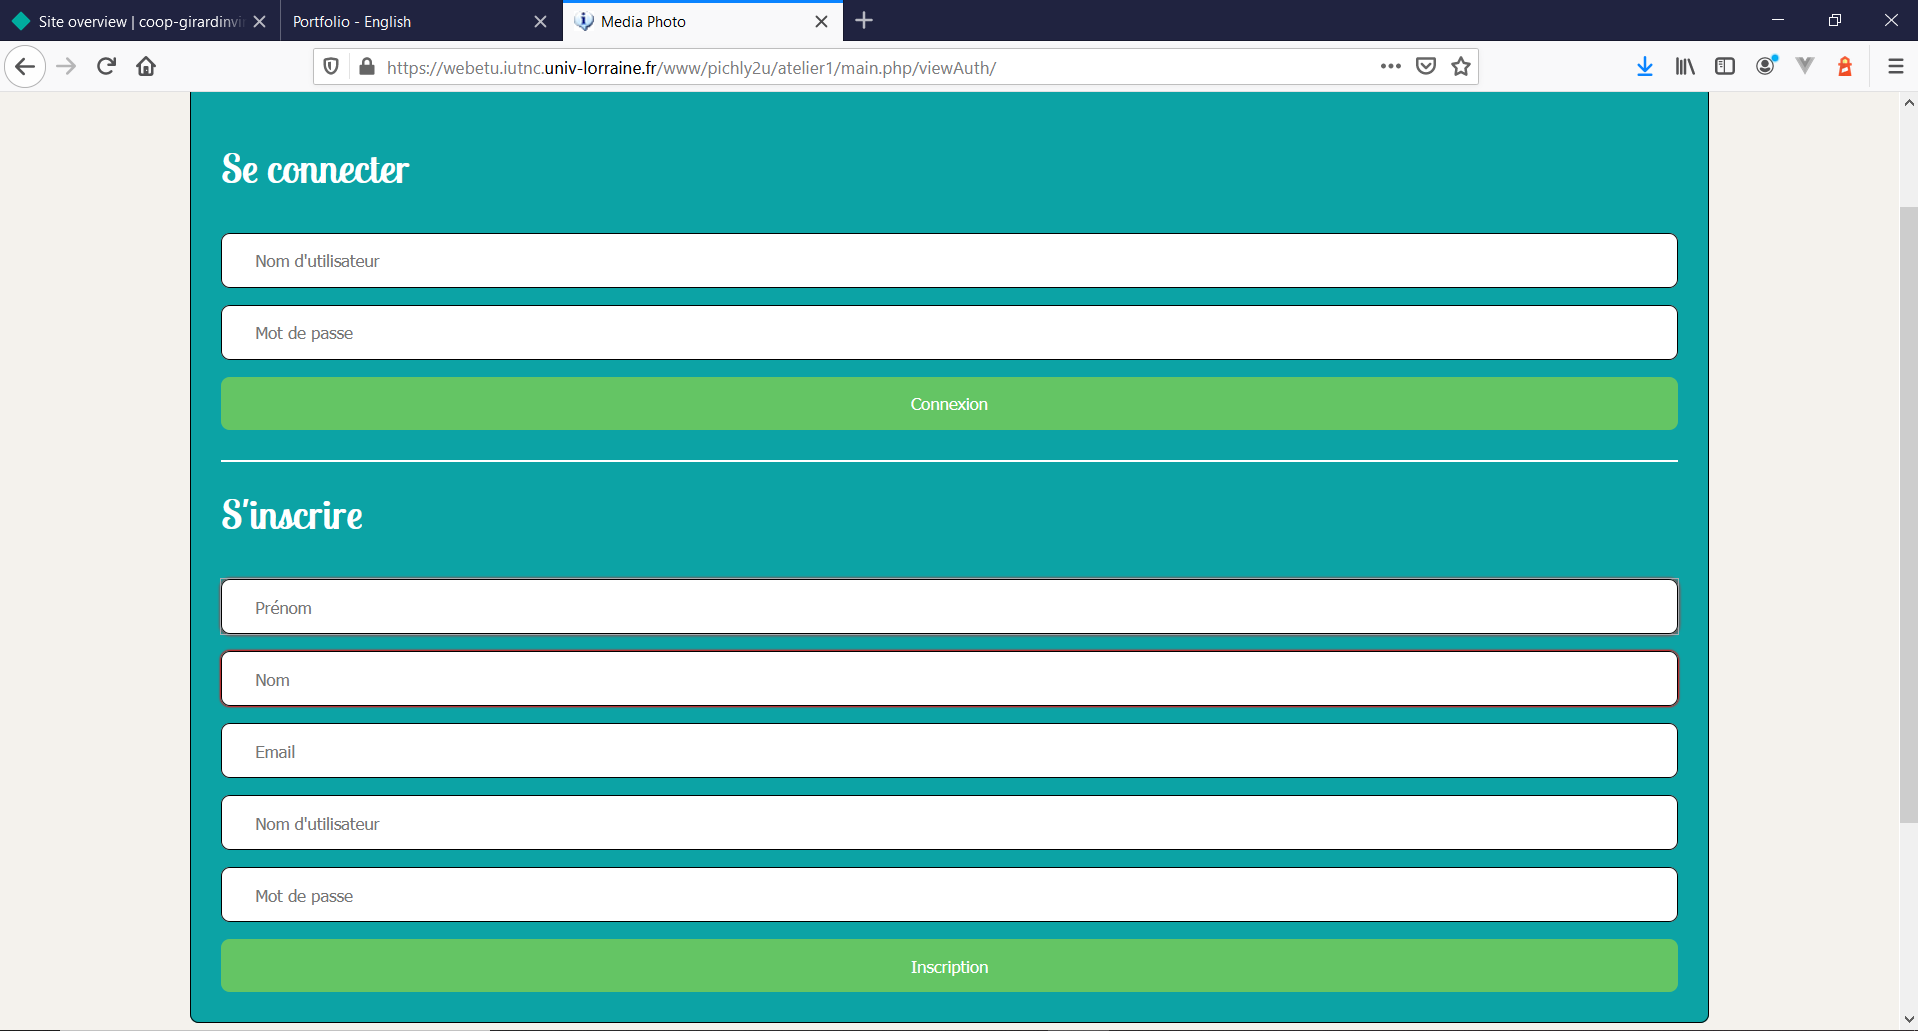 Site overview | coop-girardinvi
Portfolio - English
Media Photo
https://webetu.iutnc.univ-lorraine.fr/www/pichly2u/atelier1/main.php/viewAuth/
Se connecter
Nom d'utilisateur
Mot de passe
Connexion
S'inscrire
Prénom
Nom
Email
Nom d'utilisateur
Mot de passe
Inscription